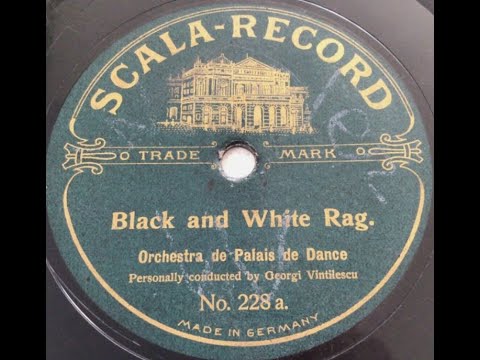 SCALA-RECORD
TRADE MARK
Black and White Rag.
Orchestra de Palais de Dance
Personally conducted by Georgi Vintilescu
No. 228 a.
MADE IN GERMANY